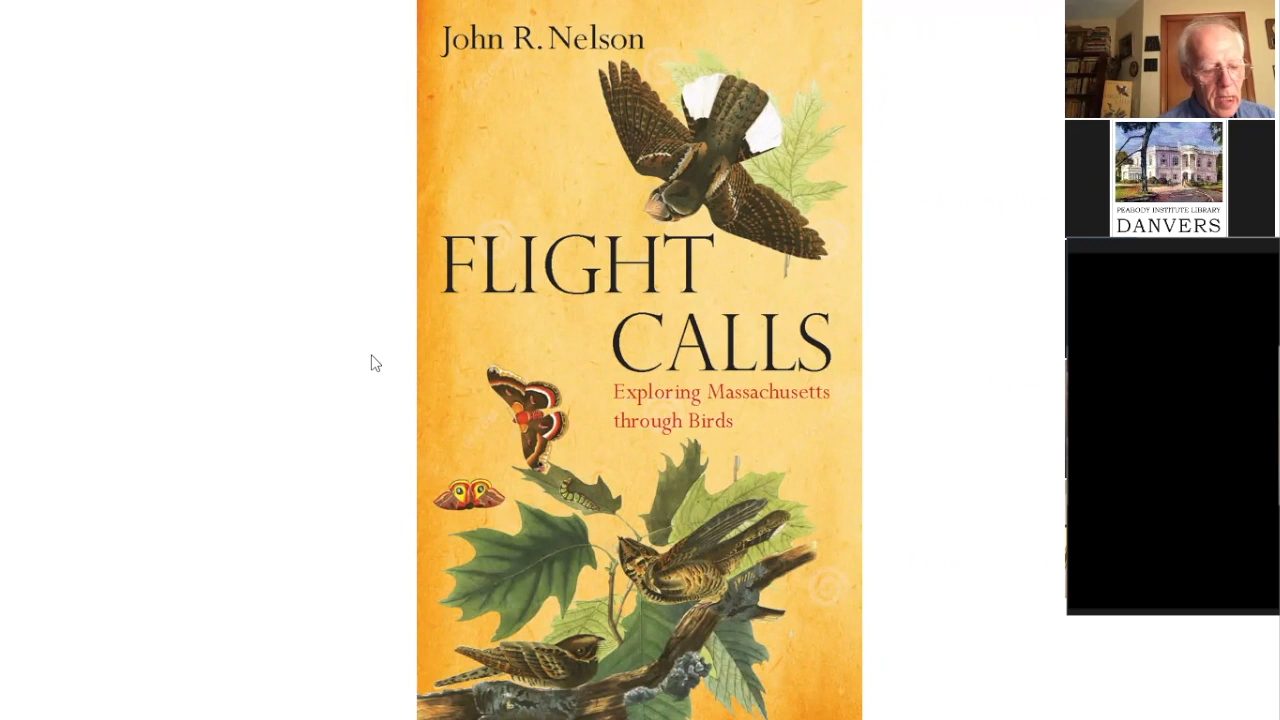 John R. Nelson
FLIGHT
CALLS
Exploring Massachusetts
through Birds
PEABODY INSTITUTE LIBRARY
DANVERS